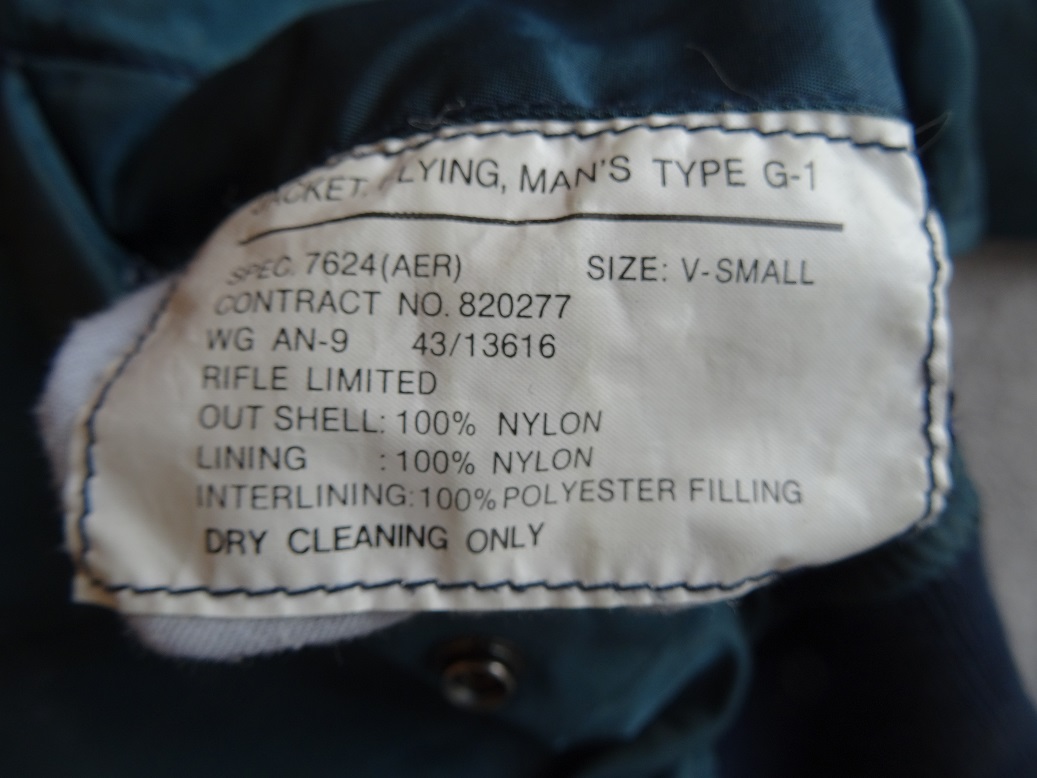 JACKET, FLYING, MAN'S TYPE G-1
SPEC. 7624(AER) SIZE: V-SMALL
CONTRACT NO. 820277
WG AN-9 43/13616
RIFLE LIMITED
OUT SHELL: 100% NYLON
LINING : 100% NYLON
INTERLINING: 100% POLYESTER FILLING
DRY CLEANING ONLY